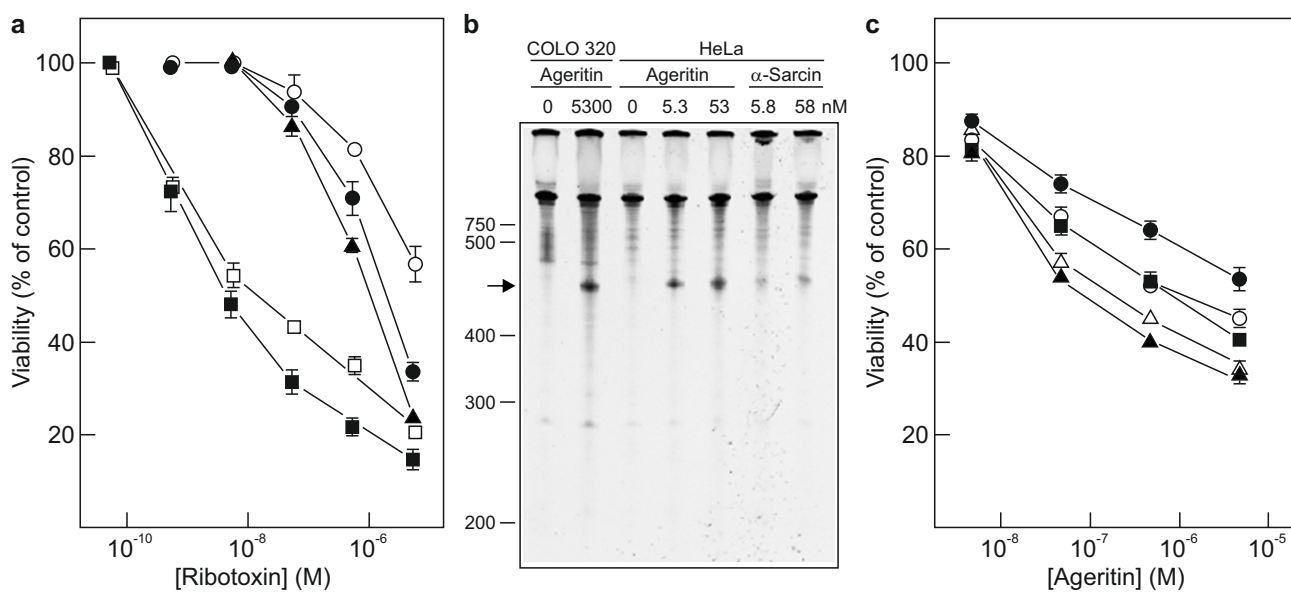 a
Viability (% of control)
100
80
60
40
20
10-10
10-8
10-6
[Ribotoxin] (M)
b
COLO 320 HeLa
Ageritin Ageritin α-Sarcin
0 5300 0 5.3 53 5.8 58 nM
750
500
400
300
200
c
Viability (% of control)
100
80
60
40
20
10-8
10-7
10-6
10-5
[Ageritin] (M)